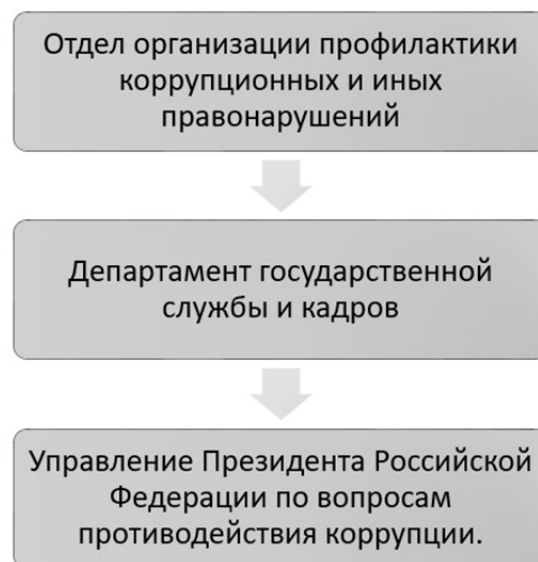 Отдел организации профилактики
коррупционных и иных
правонарушений
Департамент государственной
службы и кадров
Управление Президента Российской
Федерации по вопросам
противодействия коррупции.